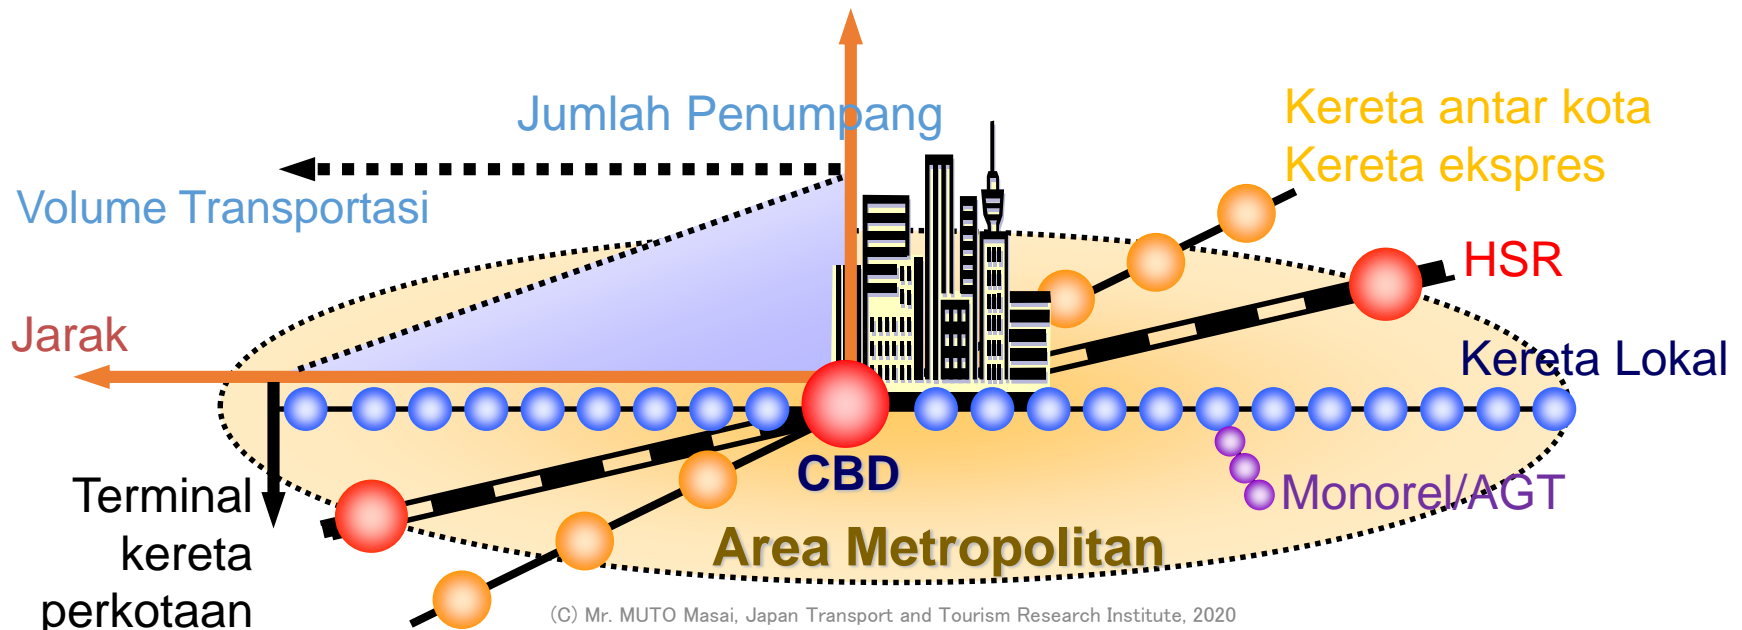 Jumlah Penumpang
Kereta antar kota
Kereta ekspres
Volume Transportasi
HSR
Jarak
Kereta Lokal
CBD
Monorel/AGT
Terminal
kereta
perkotaan
Area Metropolitan
(C) Mr. MUTO Masai, Japan Transport and Tourism Research Institute, 2020